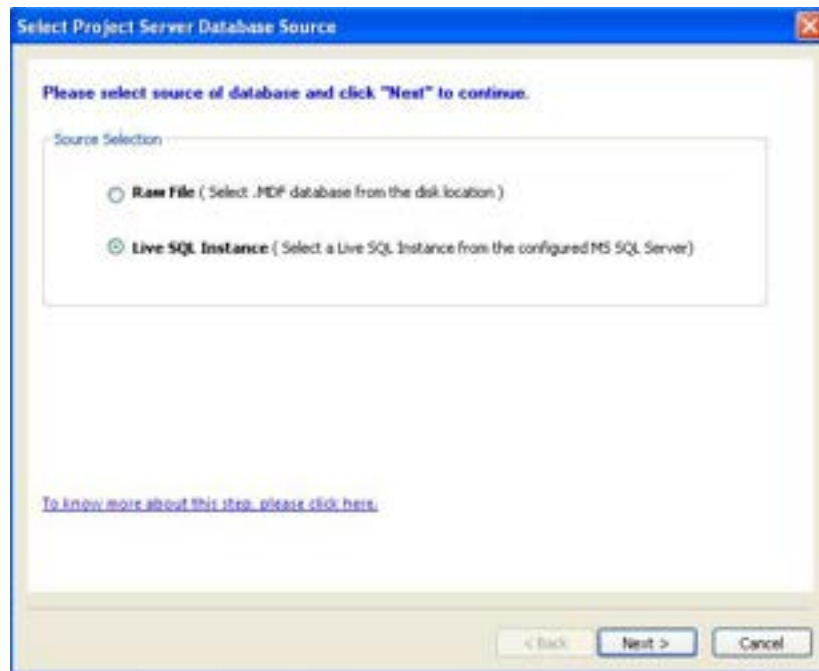 Select Project Server Database Source
Please select source of database and click "Next" to continue.
Source Selection
Raw File ( Select .MDF database from the disk location )
Live SQL Instance ( Select a Live SQL Instance from the configured MS SQL Server)
To know more about this step, please click here.
< Back
Next >
Cancel